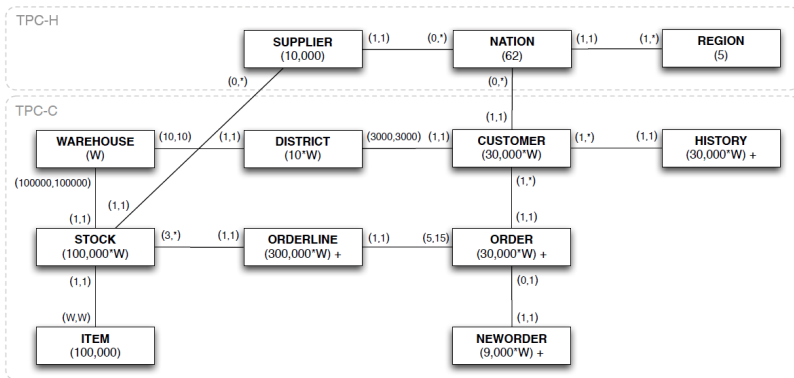 TPC-H
SUPPLIER
(10,000)
(1,1)
(0,*)
NATION
(62)
(1,1)
(1,*)
REGION
(5)
(0,*)
(0,*)
TPC-C
(1,1)
WAREHOUSE
(W)
(10,10)
(1,1)
DISTRICT
(10*W)
(3000,3000)
(1,1)
CUSTOMER
(30,000*W)
(1,*)
(1,1)
HISTORY
(30,000*W) +
(100000,100000)
(1,1)
(1,*)
(1,1)
(1,1)
STOCK
(100,000*W)
(3,*)
(1,1)
ORDERLINE
(300,000*W) +
(1,1)
(5,15)
ORDER
(30,000*W) +
(1,1)
(0,1)
(W,W)
(1,1)
ITEM
(100,000)
NEWORDER
(9,000*W) +